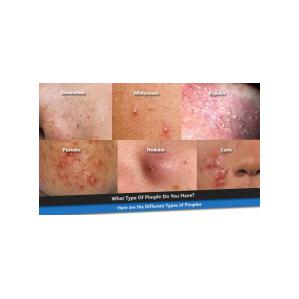 Blackheads Whiteheads Papules
Pustules Nodules Cysts
What Type Of Pimple Do You Have?
Here are the Different Types of Pimples